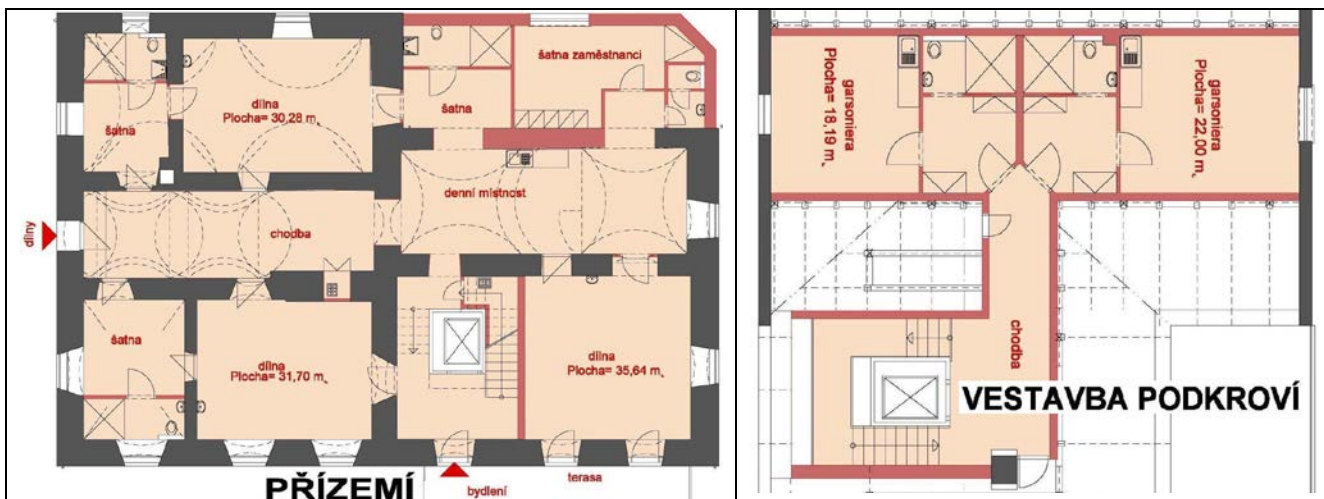 šatna zaměstnanci
dílna
Plocha= 30,28 m
šatna
šatna
denní místnost
dílny
chodba
šatna
dílna
Plocha= 31,70 m
dílna
Plocha= 35,64 m
PŘÍZEMÍ
bydlení
terasa
garsoniera
Plocha= 18,19 m
garsoniera
Plocha= 22,00 m
chodba
VESTAVBA PODKROVÍ